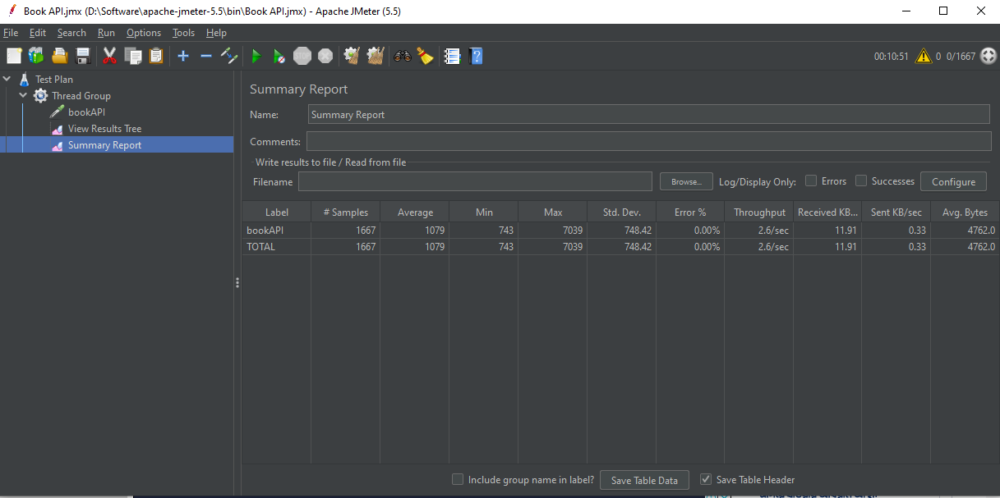 Book API.jmx (D:\Software\apache-jmeter-5.5\bin\Book API.jmx) - Apache JMeter (5.5)
File Edit Search Run Options Tools Help
00:10:51 0 0/1667
Test Plan
Thread Group
bookAPI
View Results Tree
Summary Report
Summary Report
Name: Summary Report
Comments:
Write results to file / Read from file
Filename Browse... Log/Display Only: Errors Successes Configure
Label # Samples Average Min Max Std. Dev. Error % Throughput Received KB... Sent KB/sec Avg. Bytes
bookAPI 1667 1079 743 7039 748.42 0.00% 2.6/sec 11.91 0.33 4762.0
TOTAL 1667 1079 743 7039 748.42 0.00% 2.6/sec 11.91 0.33 4762.0
Include group name in label? Save Table Data Save Table Header